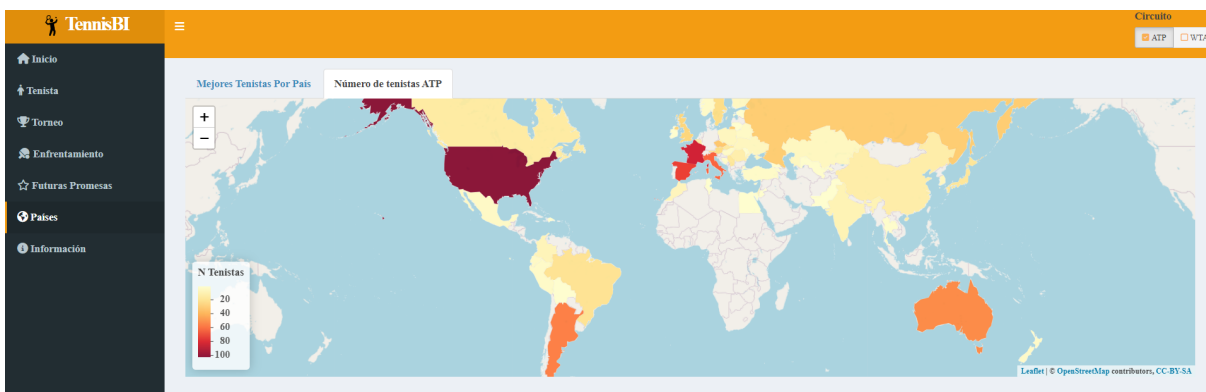 TennisBI
Circuito
ATP
WTA
Inicio
Tenista
Torneo
Enfrentamiento
Futuras Promesas
Paises
Información
Mejores Tenistas Por País
Número de tenistas ATP
+
−
N Tenistas
20
40
60
80
100
Leaflet | © OpenStreetMap contributors, CC-BY-SA